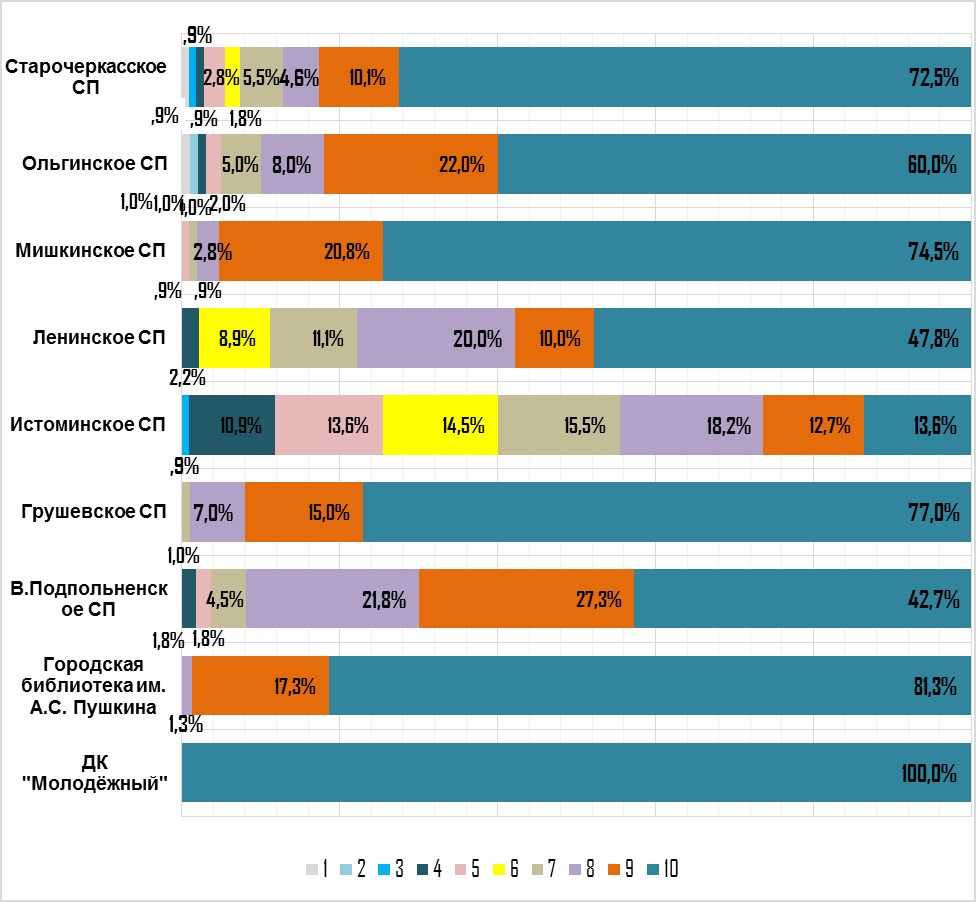 ,9%
Старочеркасское
СП
2,8% 5,5% 4,6% 10,1% 72,5%
,9% ,9% 1,8%
Ольгинское СП
5,0% 8,0% 22,0% 60,0%
1,0% 1,0% 1,0% 2,0%
Мишкинское СП
2,8% 20,8% 74,5%
,9% ,9%
Ленинское СП
8,9% 11,1% 20,0% 10,0% 47,8%
2,2%
Истоминское СП
10,9% 13,6% 14,5% 15,5% 18,2% 12,7% 13,6%
,9%
Грушевское СП
7,0% 15,0% 77,0%
1,0%
В.Подпольненск
ое СП
4,5% 21,8% 27,3% 42,7%
1,8% 1,8%
Городская
библиотека им.
А.С. Пушкина
17,3% 81,3%
1,3%
ДК
"Молодёжный"
100,0%
1 2 3 4 5 6 7 8 9 10